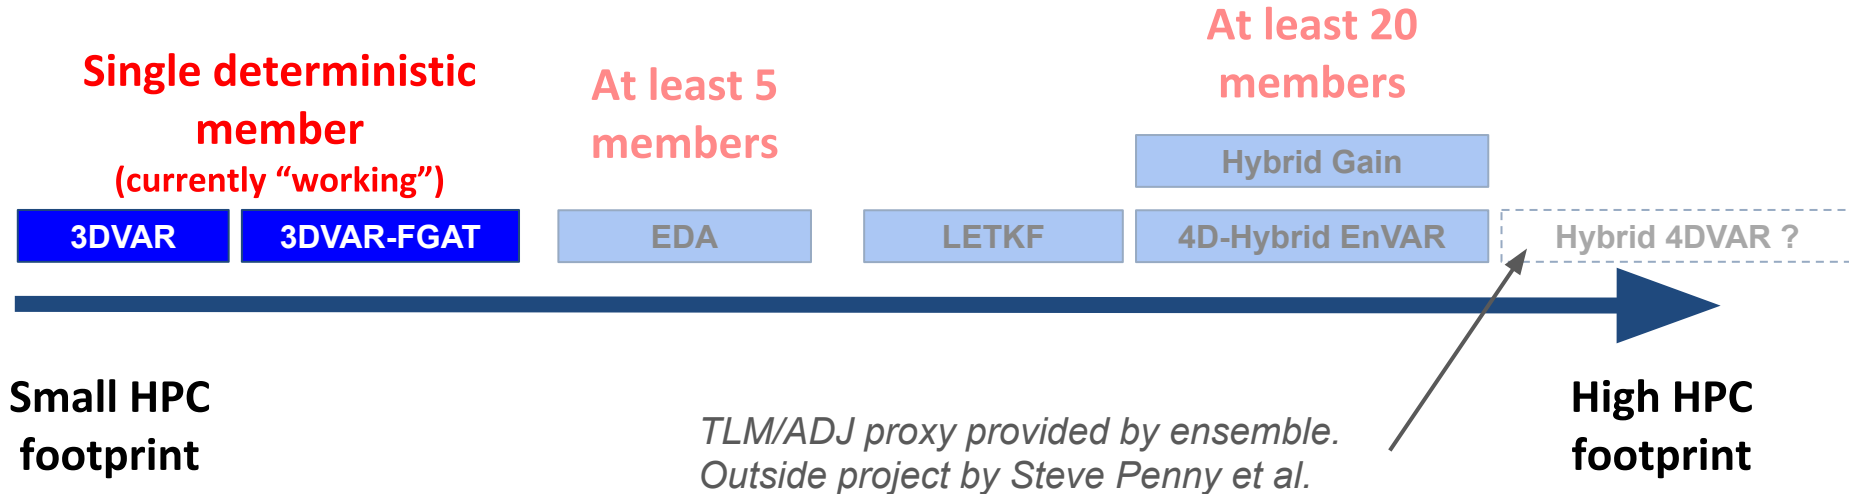 Single deterministic
member
(currently “working”)
At least 5
members
At least 20
members
Hybrid Gain
3DVAR
3DVAR-FGAT
EDA
LETKF
4D-Hybrid EnVAR
Hybrid 4DVAR ?
Small HPC
footprint
TLM/ADJ proxy provided by ensemble.
Outside project by Steve Penny et al.
High HPC
footprint